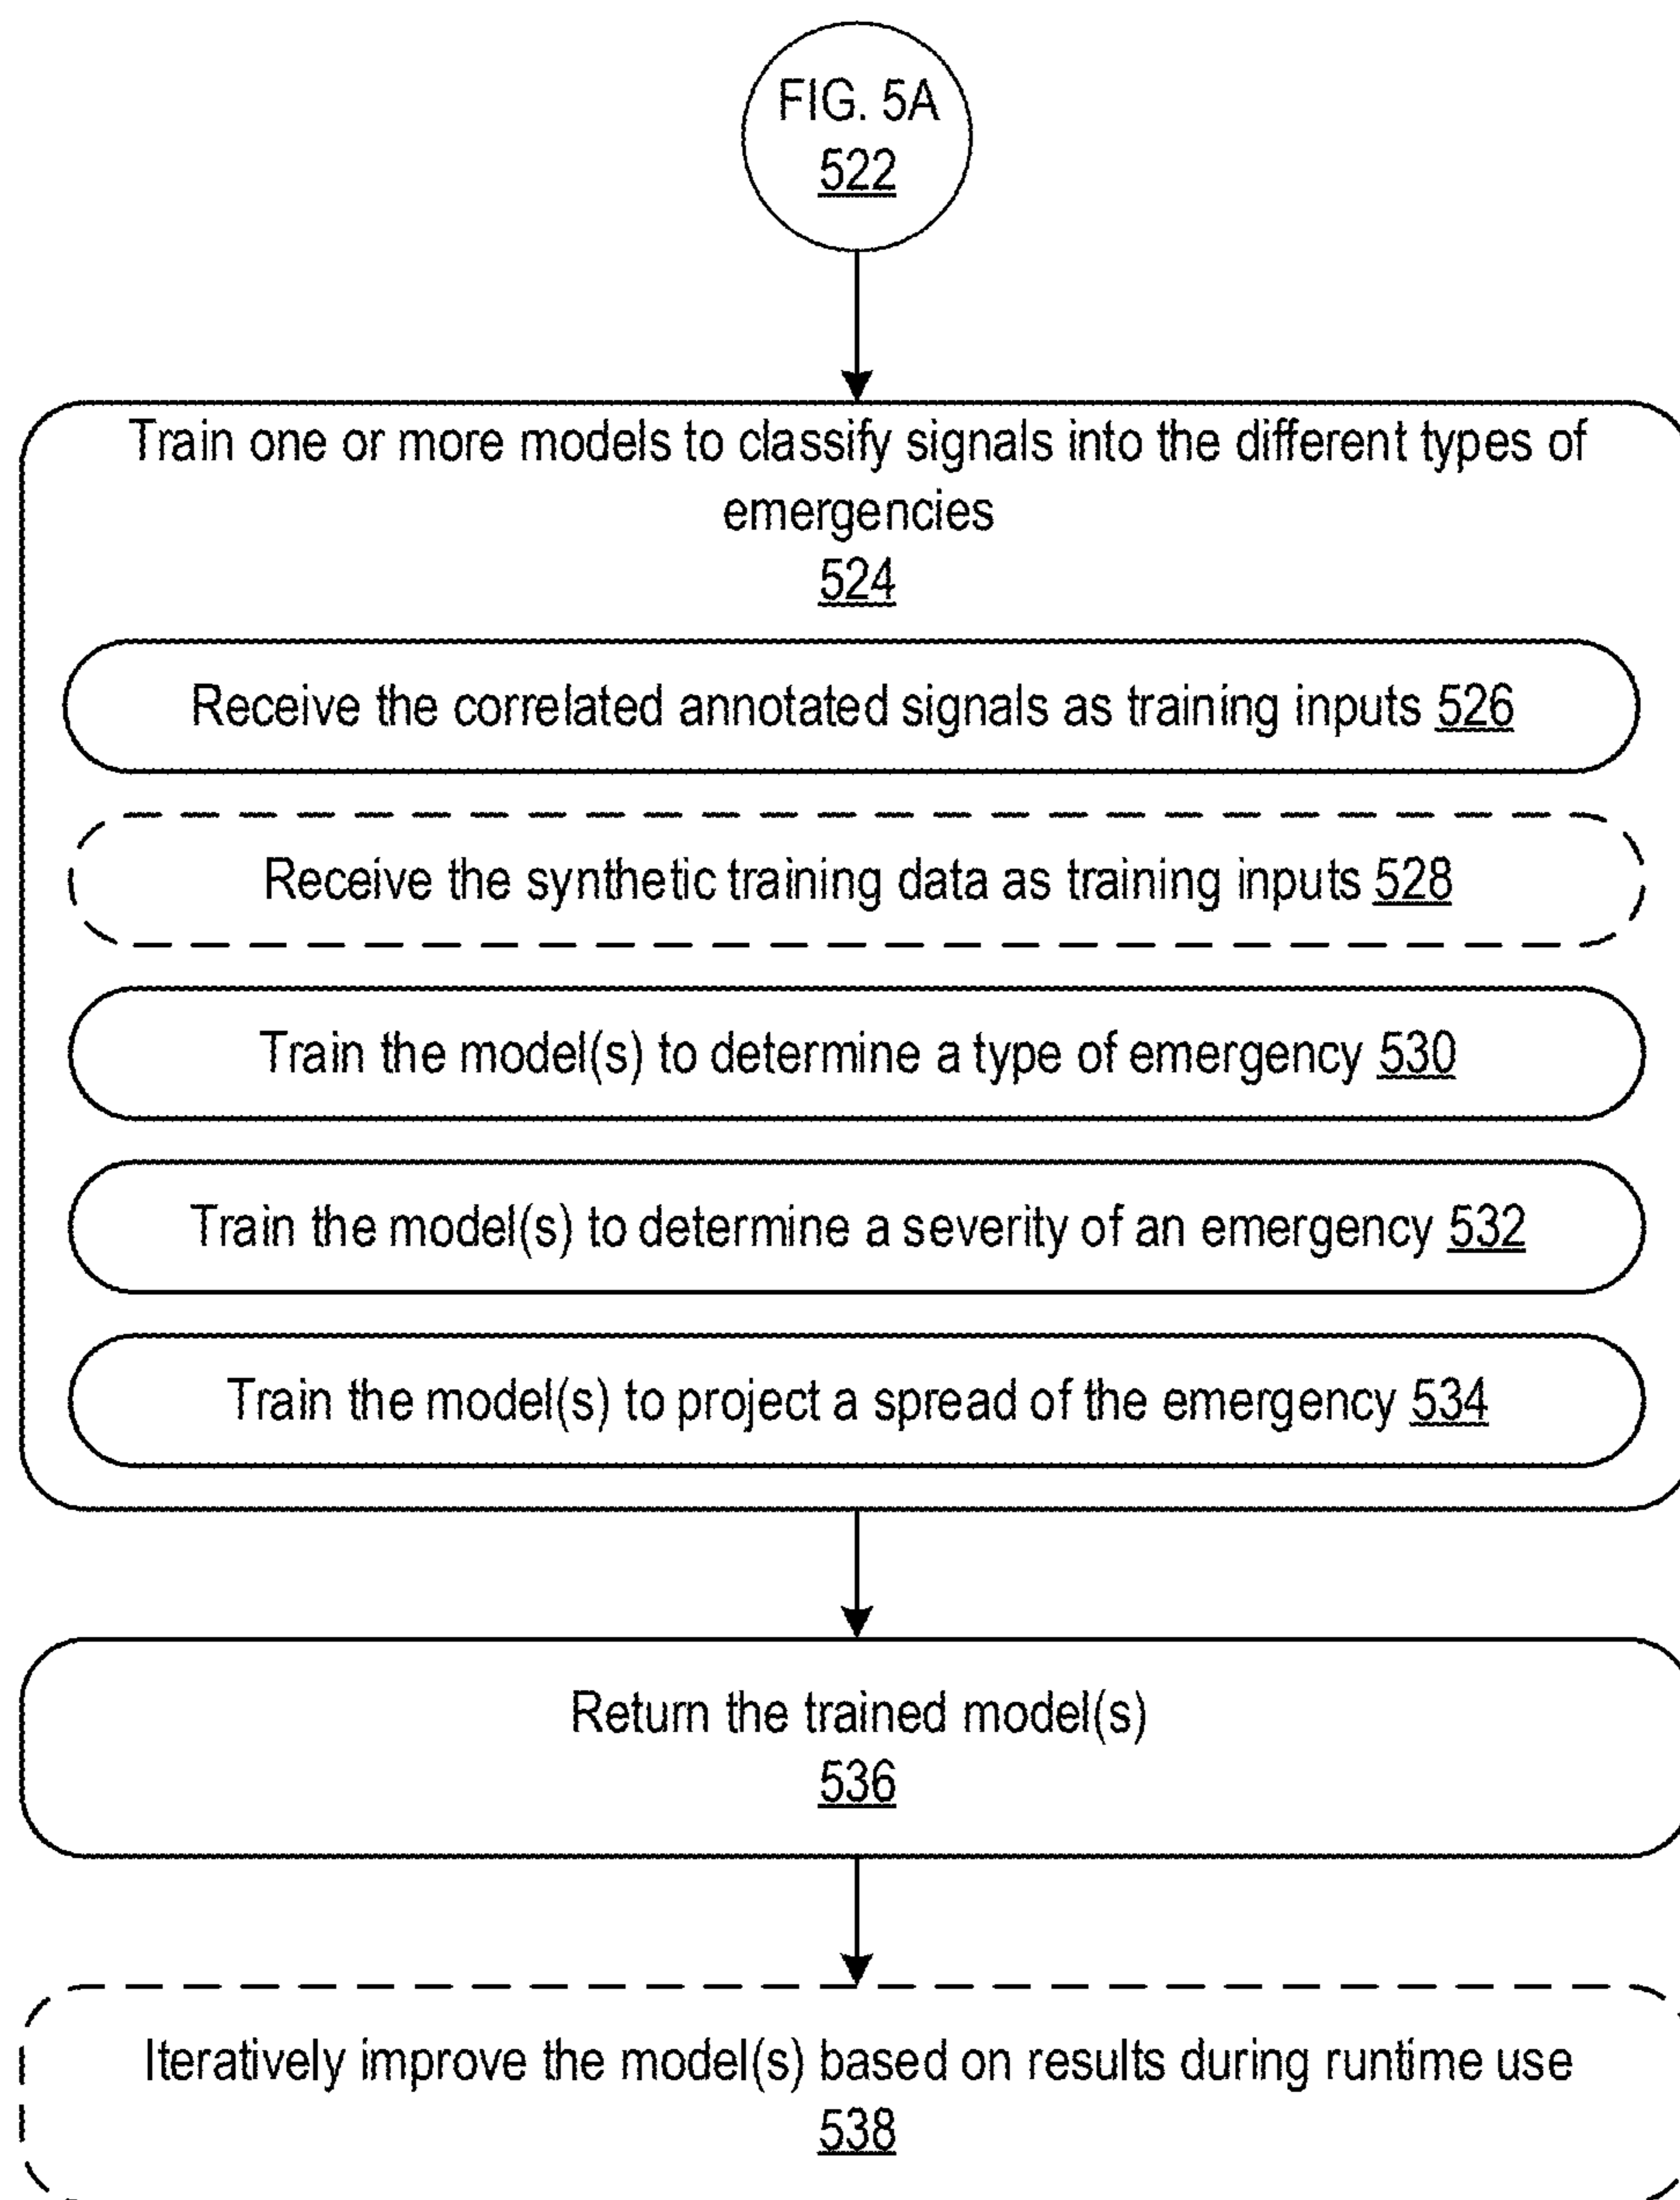 FIG. 5A
522
Train one or more models to classify signals into the different types of
emergencies
524
Receive the correlated annotated signals as training inputs 526
Receive the synthetic training data as training inputs 528
Train the model(s) to determine a type of emergency 530
Train the model(s) to determine a severity of an emergency 532
Train the model(s) to project a spread of the emergency 534
Return the trained model(s)
536
Iteratively improve the model(s) based on results during runtime use
538